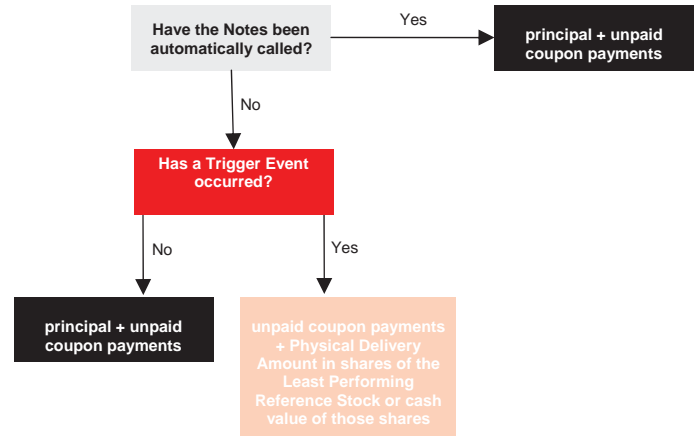 Have the Notes been
automatically called?
Yes
principal + unpaid
coupon payments
No
Has a Trigger Event
occurred?
No
Yes
principal + unpaid
coupon payments
unpaid coupon payments
+ Physical Delivery
Amount in shares of the
Least Performing
Reference Stock or cash
value of those shares